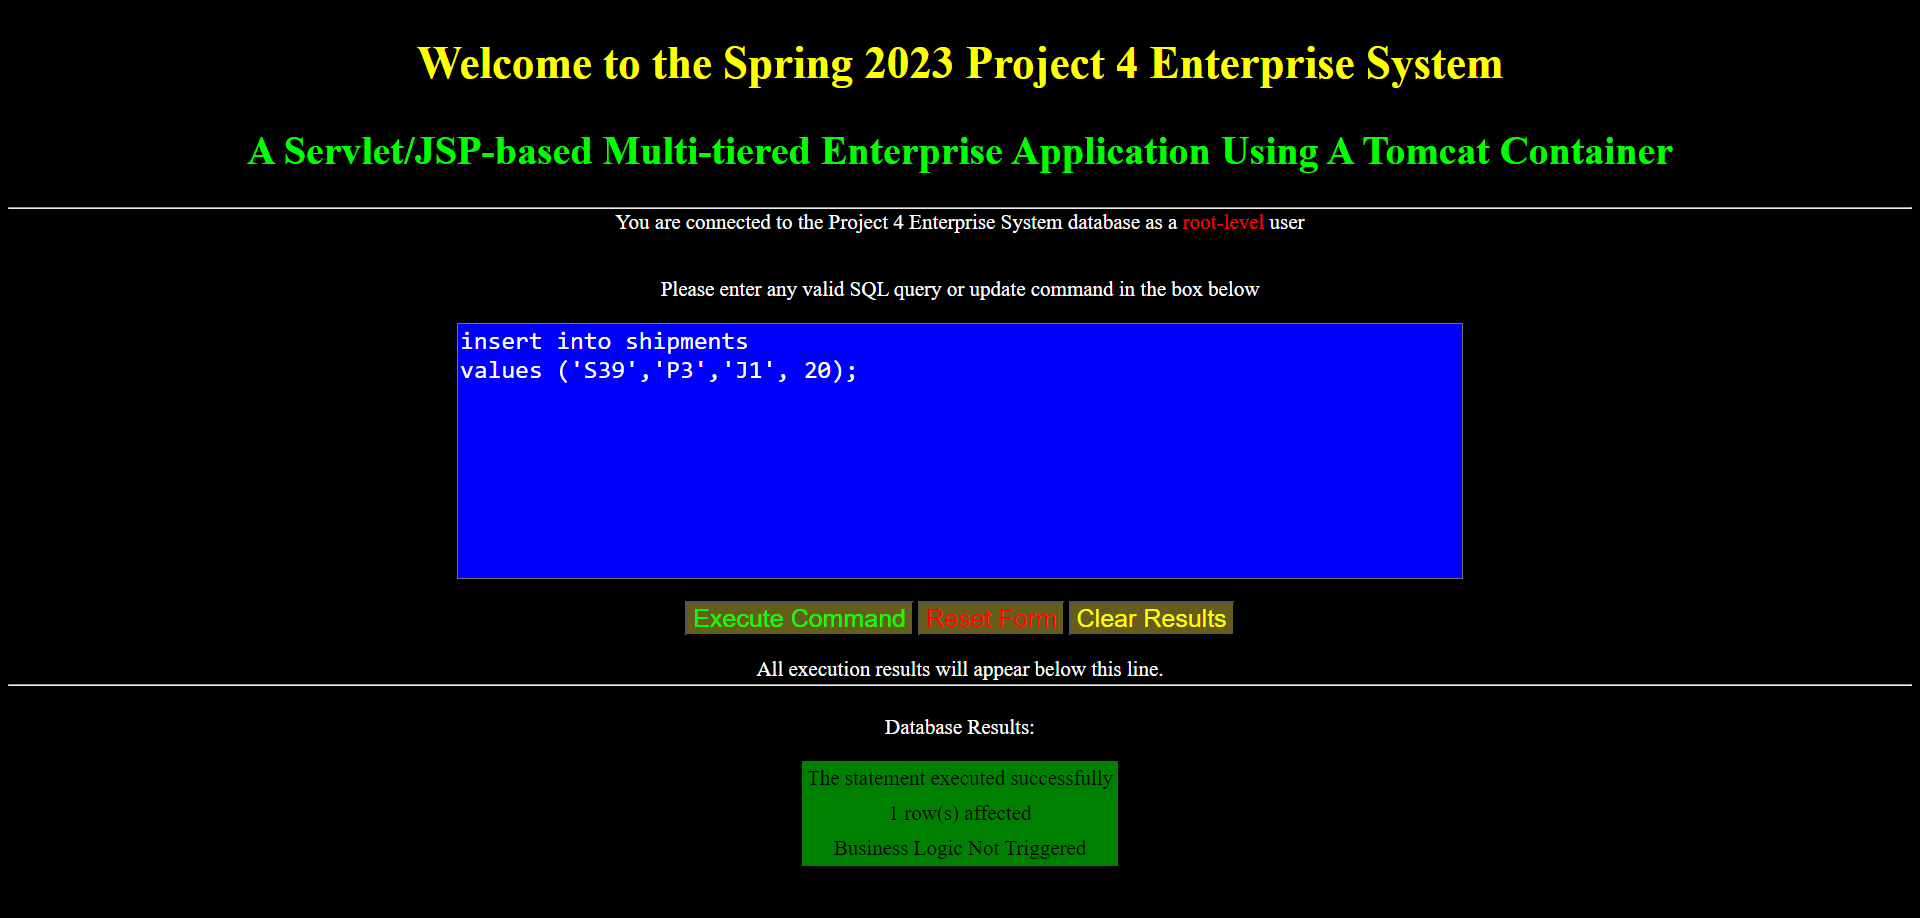 Welcome to the Spring 2023 Project 4 Enterprise System
A Servlet/JSP-based Multi-tiered Enterprise Application Using A Tomcat Container
You are connected to the Project 4 Enterprise System database as a root-level user
Please enter any valid SQL query or update command in the box below
insert into shipments
values ('S39','P3','J1', 20);
Execute Command Reset Form Clear Results
All execution results will appear below this line.
Database Results:
The statement executed successfully
1 row(s) affected
Business Logic Not Triggered